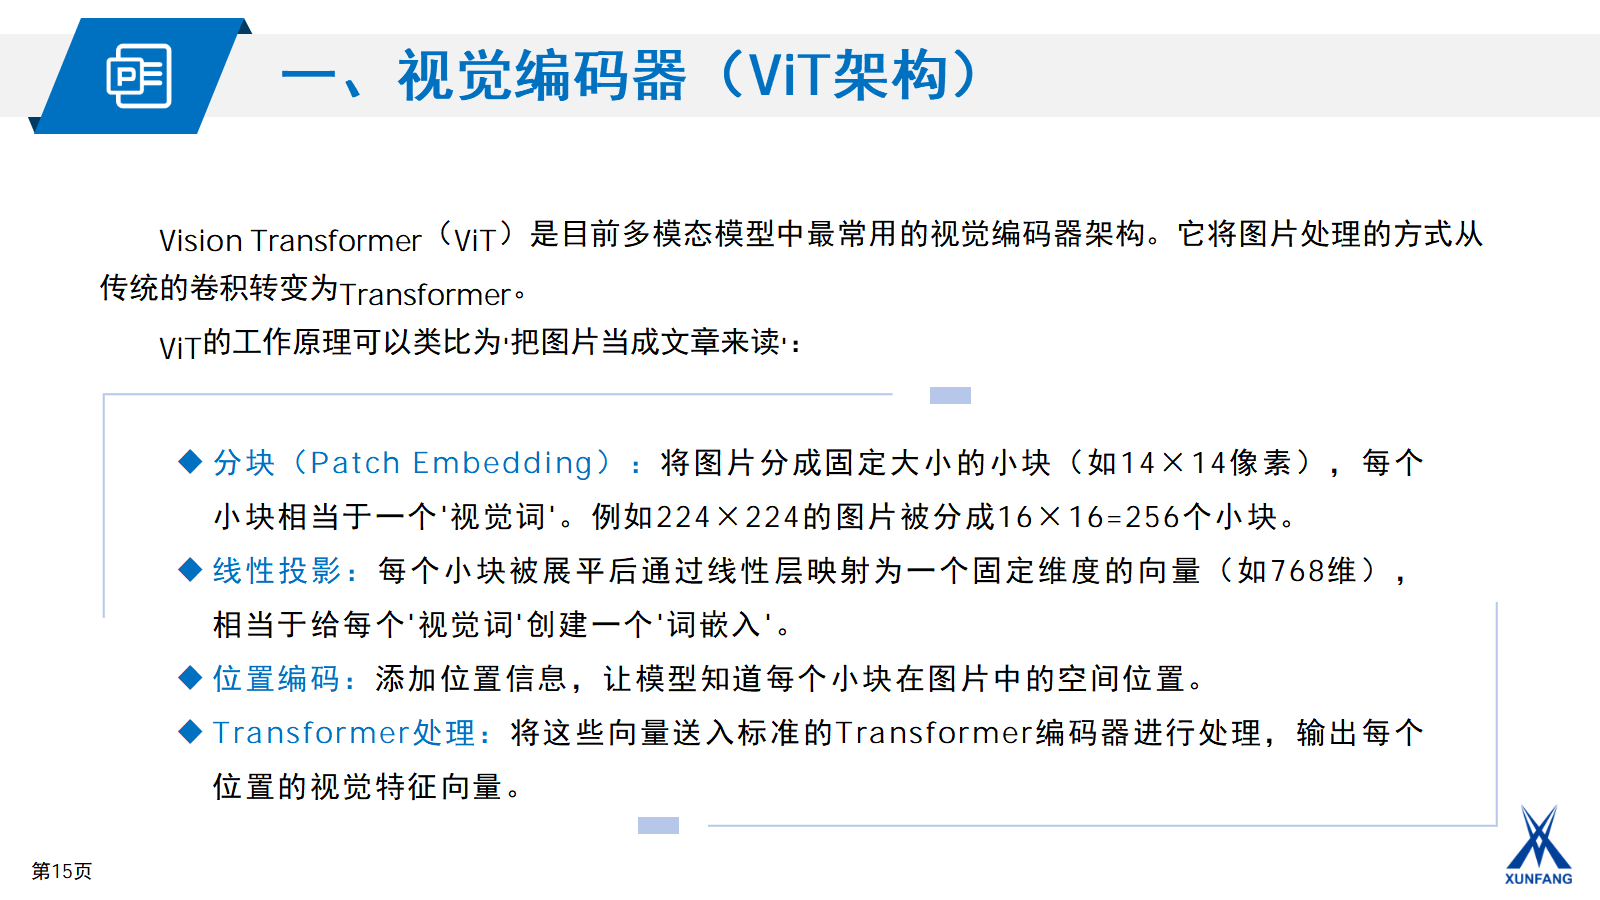 一、视觉编码器（ViT架构）
Vision Transformer（ViT）是目前多模态模型中最常用的视觉编码器架构。它将图片处理的方式从
传统的卷积转变为Transformer。
ViT的工作原理可以类比为'把图片当成文章来读'：
分块（Patch Embedding）：将图片分成固定大小的小块（如14×14像素），每个
小块相当于一个'视觉词'。例如224×224的图片被分成16×16=256个小块。
线性投影：每个小块被展平后通过线性层映射为一个固定维度的向量（如768维），
相当于给每个'视觉词'创建一个'词嵌入'。
位置编码：添加位置信息，让模型知道每个小块在图片中的空间位置。
Transformer处理：将这些向量送入标准的Transformer编码器进行处理，输出每个
位置的视觉特征向量。
第15页
XUNFANG